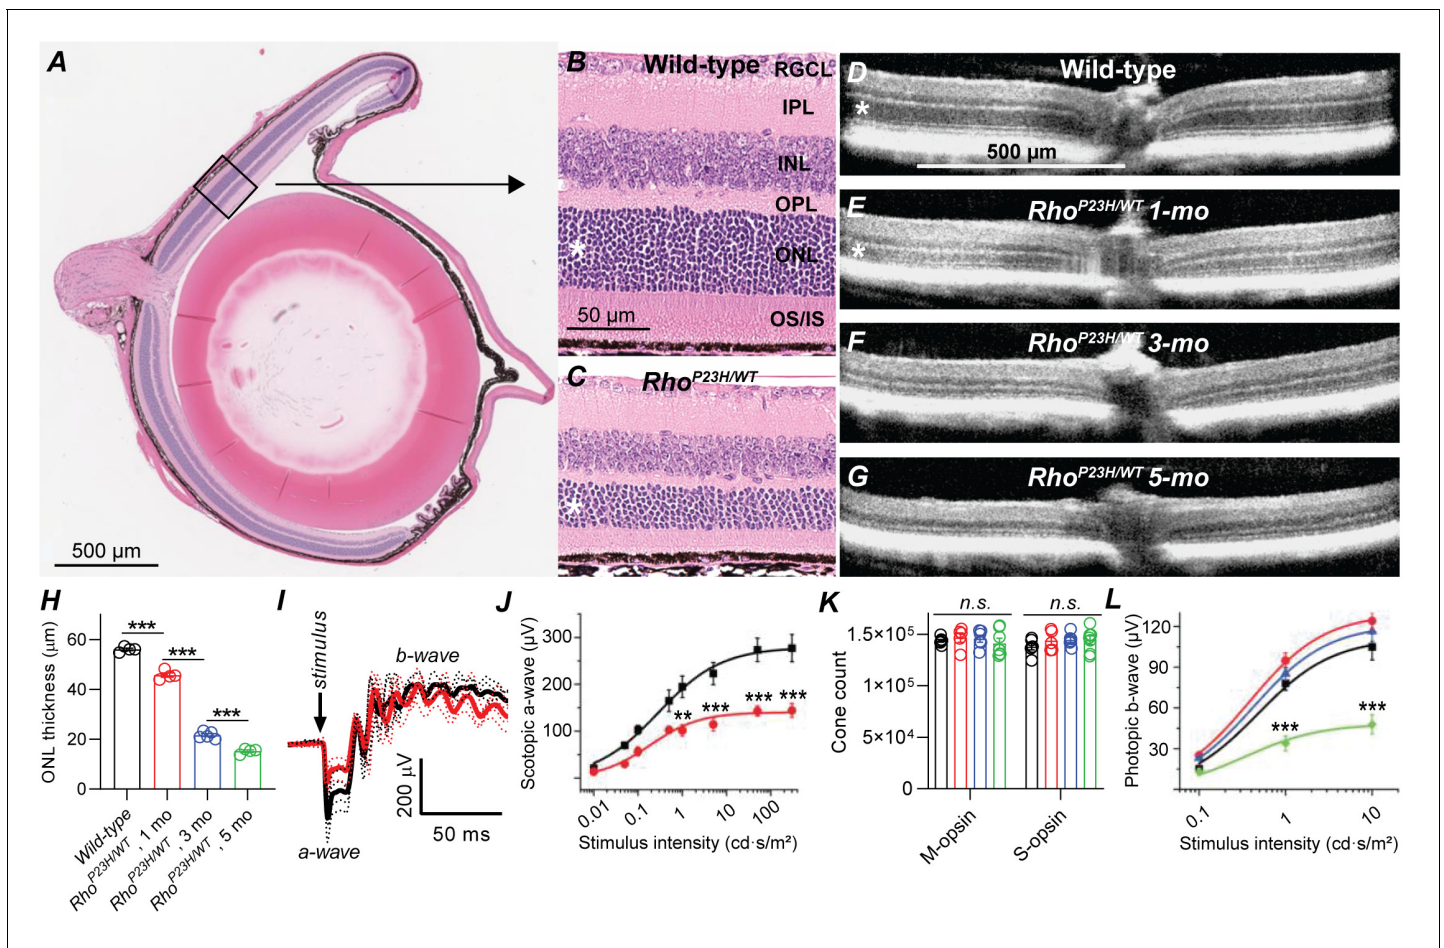 A
500 µm
B
Wild-type
RGCL
IPL
INL
OPL
*
ONL
50 µm
OS/IS
C
Rho^P23H/WT
*
D
Wild-type
*
500 µm
E
Rho^P23H/WT 1-mo
*
F
Rho^P23H/WT 3-mo
G
Rho^P23H/WT 5-mo
H
ONL thickness (µm)
60
40
20
0
***
***
***
Wild-type
Rho^P23H/WT, 1 mo
Rho^P23H/WT, 3 mo
Rho^P23H/WT, 5 mo
I
stimulus
b-wave
a-wave
200 µV
50 ms
J
Scotopic a-wave (µV)
300
200
100
**
***
***
***
0.01
0.1
1
10
100
Stimulus intensity (cd·s/m²)
K
n.s.
n.s.
Cone count
1.5×10⁵
1×10⁵
5×10⁴
0
M-opsin
S-opsin
L
Photopic b-wave (µV)
120
90
60
30
***
***
0.1
1
10
Stimulus intensity (cd·s/m²)